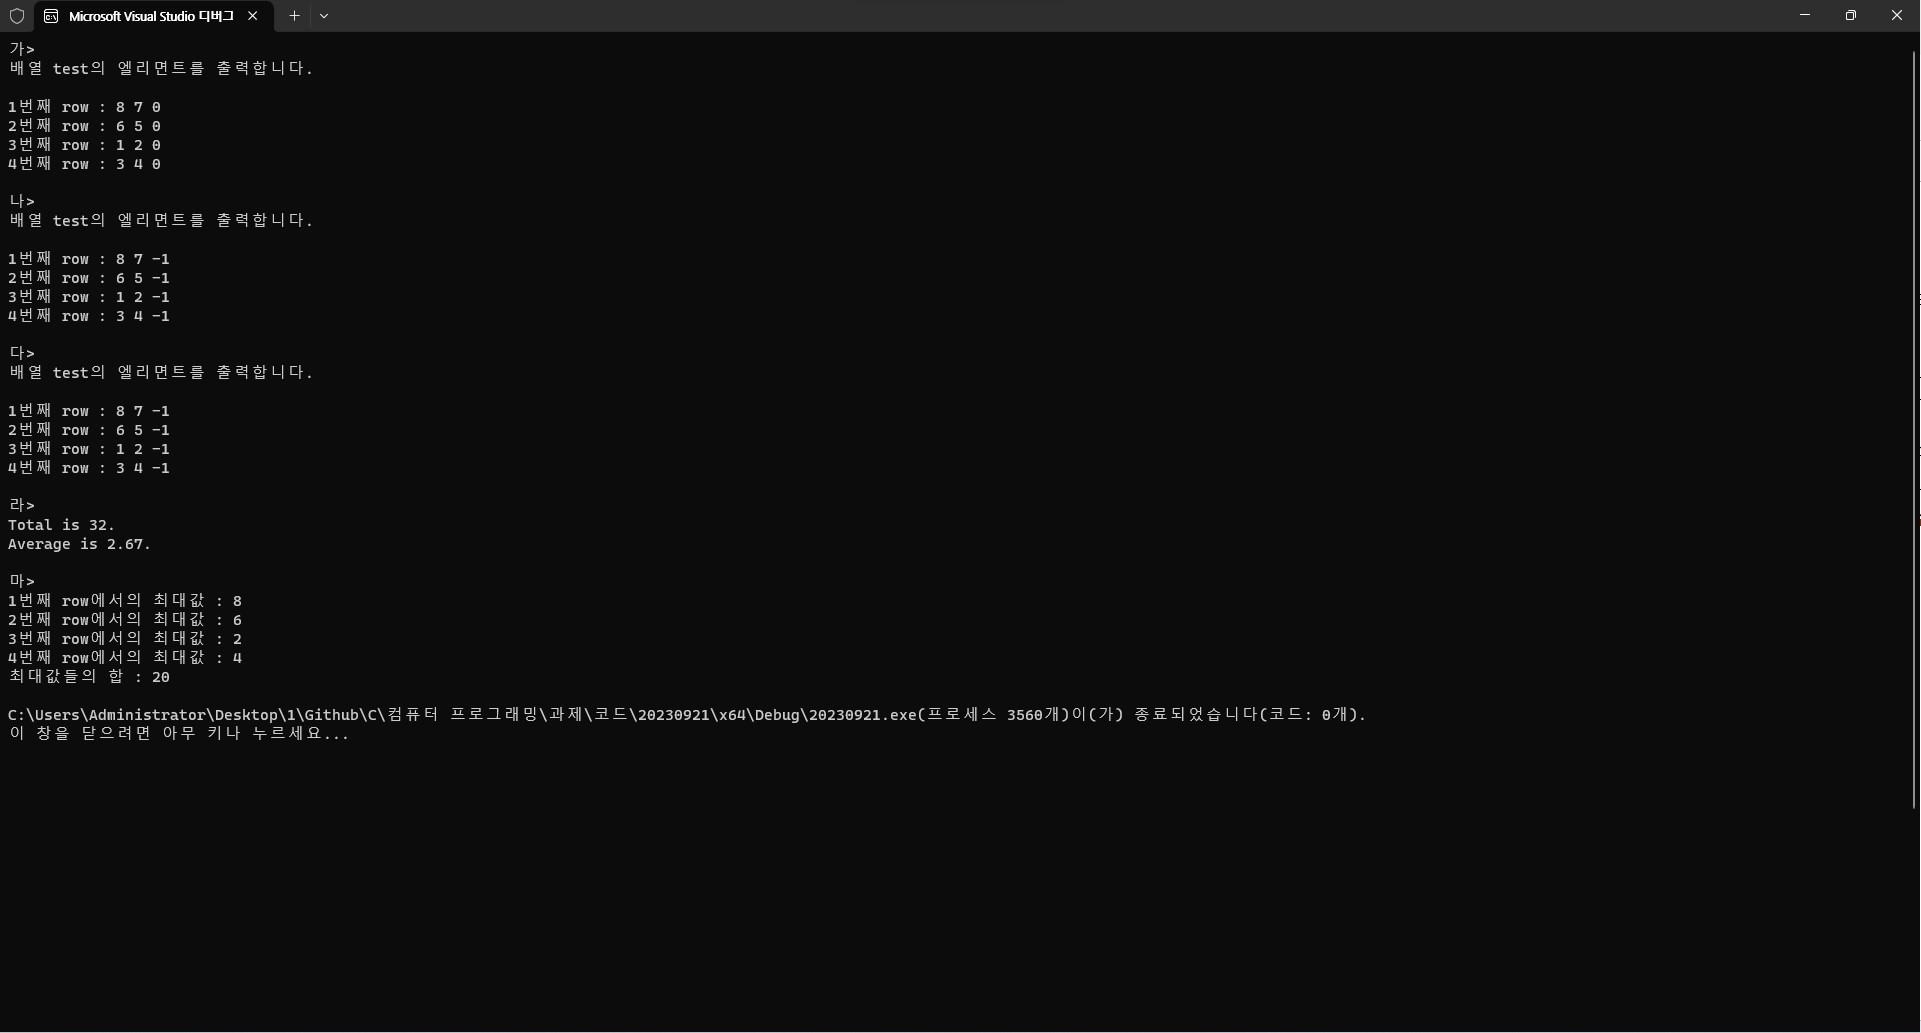 Microsoft Visual Studio 디버그
가>
배열 test의 엘리먼트를 출력합니다.
1번째 row : 8 7 0
2번째 row : 6 5 0
3번째 row : 1 2 0
4번째 row : 3 4 0
나>
배열 test의 엘리먼트를 출력합니다.
1번째 row : 8 7 -1
2번째 row : 6 5 -1
3번째 row : 1 2 -1
4번째 row : 3 4 -1
다>
배열 test의 엘리먼트를 출력합니다.
1번째 row : 8 7 -1
2번째 row : 6 5 -1
3번째 row : 1 2 -1
4번째 row : 3 4 -1
라>
Total is 32.
Average is 2.67.
마>
1번째 row에서의 최대값 : 8
2번째 row에서의 최대값 : 6
3번째 row에서의 최대값 : 2
4번째 row에서의 최대값 : 4
최대값들의 합 : 20
C:\Users\Administrator\Desktop\1\Github\C\컴퓨터 프로그래밍\과제\코드\20230921\x64\Debug\20230921.exe(프로세스 3560개)이(가) 종료되었습니다(코드: 0개).
이 창을 닫으려면 아무 키나 누르세요...